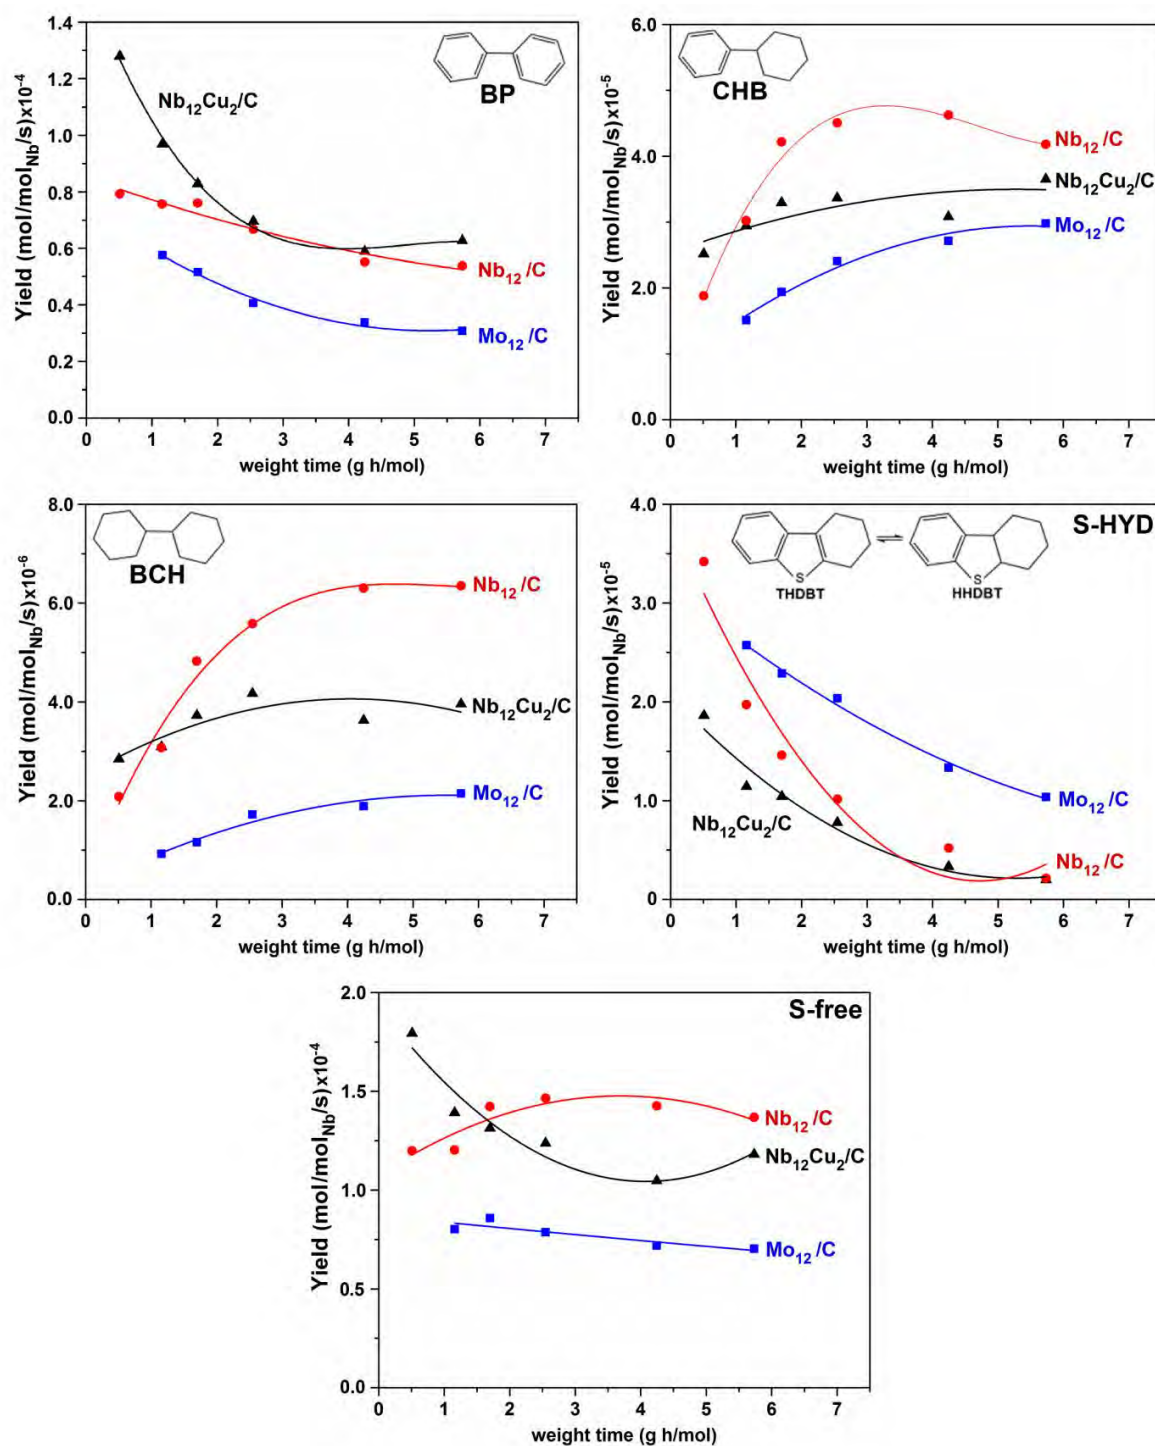 1.4
1.2
1.0
0.8
0.6
0.4
0.2
0.0
Yield (mol/mol_Nb/s)x10^-4
BP
Nb12Cu2/C
Nb12/C
Mo12/C
0 1 2 3 4 5 6 7
weight time (g h/mol)
6.0
4.0
2.0
0.0
Yield (mol/mol_Nb/s)x10^-5
CHB
Nb12/C
Nb12Cu2/C
Mo12/C
0 1 2 3 4 5 6 7
weight time (g h/mol)
8.0
6.0
4.0
2.0
0.0
Yield (mol/mol_Nb/s)x10^-6
BCH
Nb12/C
Nb12Cu2/C
Mo12/C
0 1 2 3 4 5 6 7
weight time (g h/mol)
4.0
3.0
2.0
1.0
0
Yield (mol/mol_Nb/s)x10^-5
S-HYD
S
THDBT
S
HHDBT
Mo12/C
Nb12Cu2/C
Nb12/C
0 1 2 3 4 5 6 7
weight time (g h/mol)
2.0
1.5
1.0
0.5
0.0
Yield (mol/mol_Nb/s)x10^-4
S-free
Nb12/C
Nb12Cu2/C
Mo12/C
0 1 2 3 4 5 6 7
weight time (g h/mol)